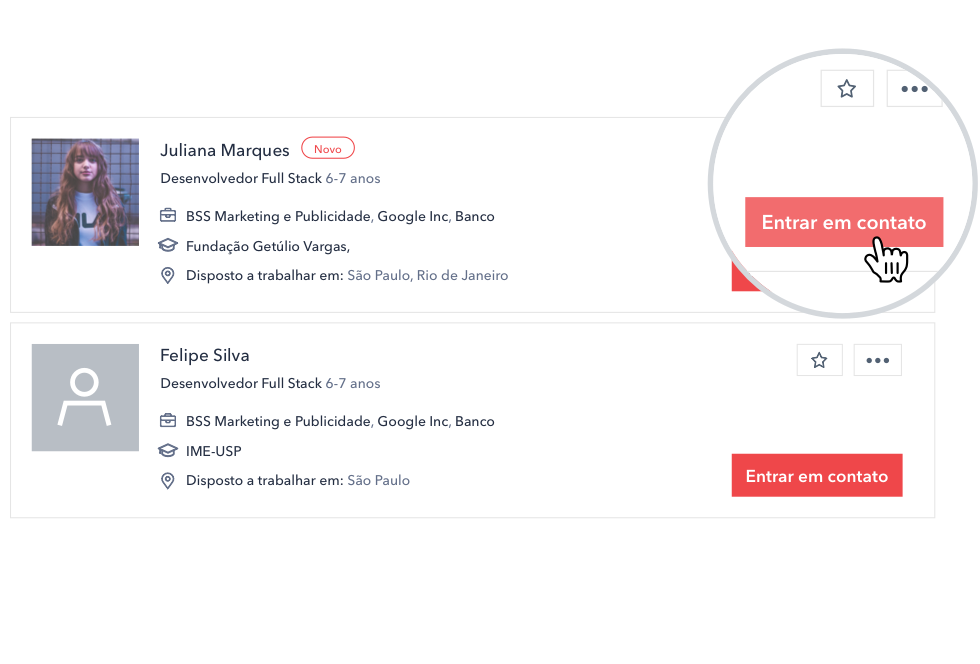 Juliana Marques Novo
Desenvolvedor Full Stack 6-7 anos
BSS Marketing e Publicidade, Google Inc, Banco
Fundação Getúlio Vargas,
Disposto a trabalhar em: São Paulo, Rio de Janeiro
Entrar em contato
Felipe Silva
Desenvolvedor Full Stack 6-7 anos
BSS Marketing e Publicidade, Google Inc, Banco
IME-USP
Disposto a trabalhar em: São Paulo
Entrar em contato